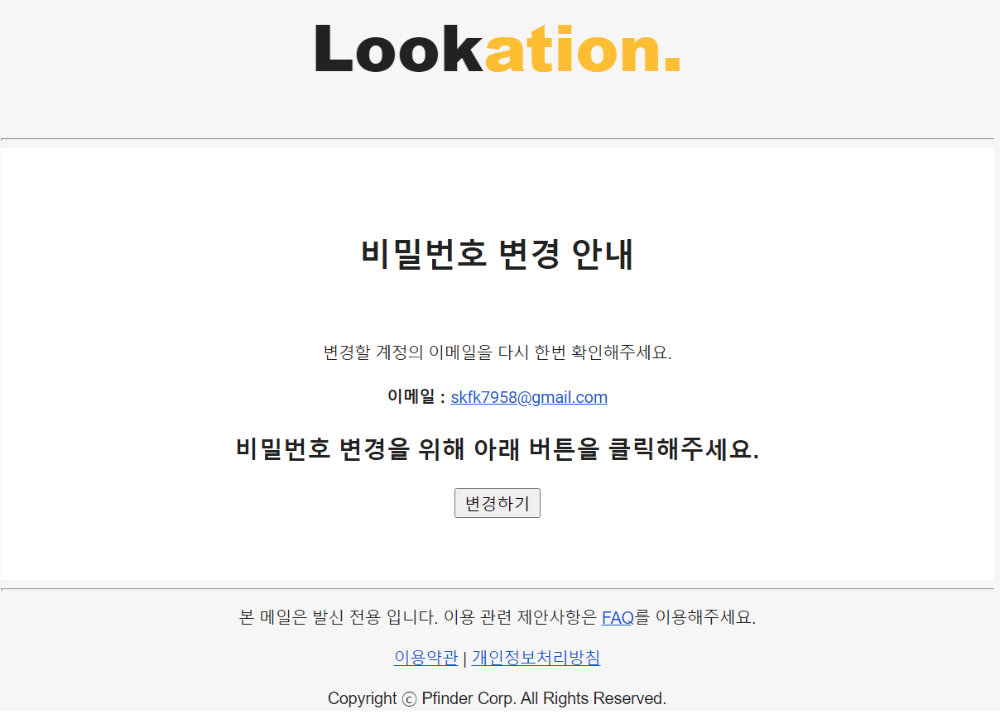 Lookation.
비밀번호 변경 안내
변경할 계정의 이메일을 다시 한번 확인해주세요.
이메일 : skfk7958@gmail.com
비밀번호 변경을 위해 아래 버튼을 클릭해주세요.
변경하기
본 메일은 발신 전용 입니다. 이용 관련 제안사항은 FAQ를 이용해주세요.
이용약관 | 개인정보처리방침
Copyright ⓒ Pfinder Corp. All Rights Reserved.